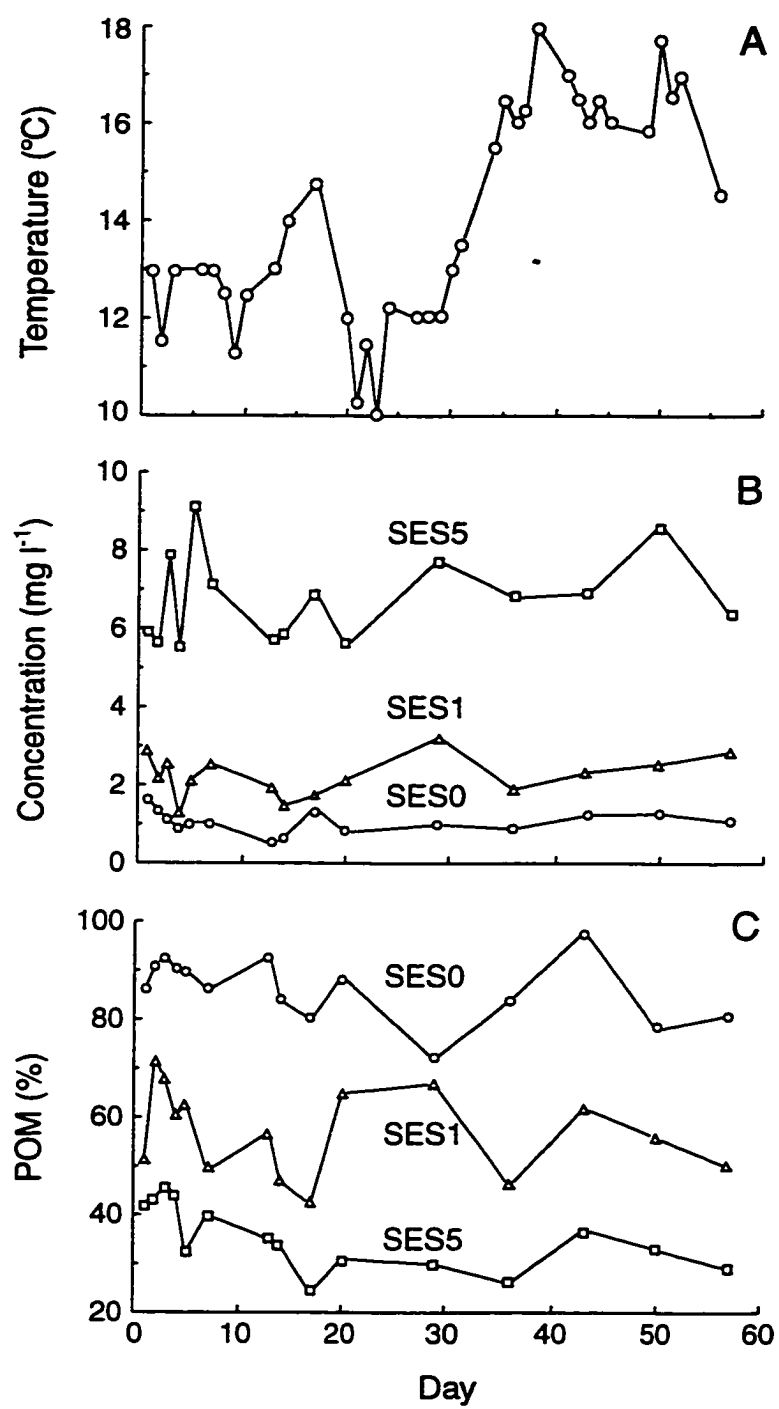 A
Temperature (°C)
18
16
14
12
10
B
Concentration (mg l-1)
10
8
6
4
2
0
SES5
SES1
SES0
C
POM (%)
100
80
60
40
20
SES0
SES1
SES5
0 10 20 30 40 50 60
Day